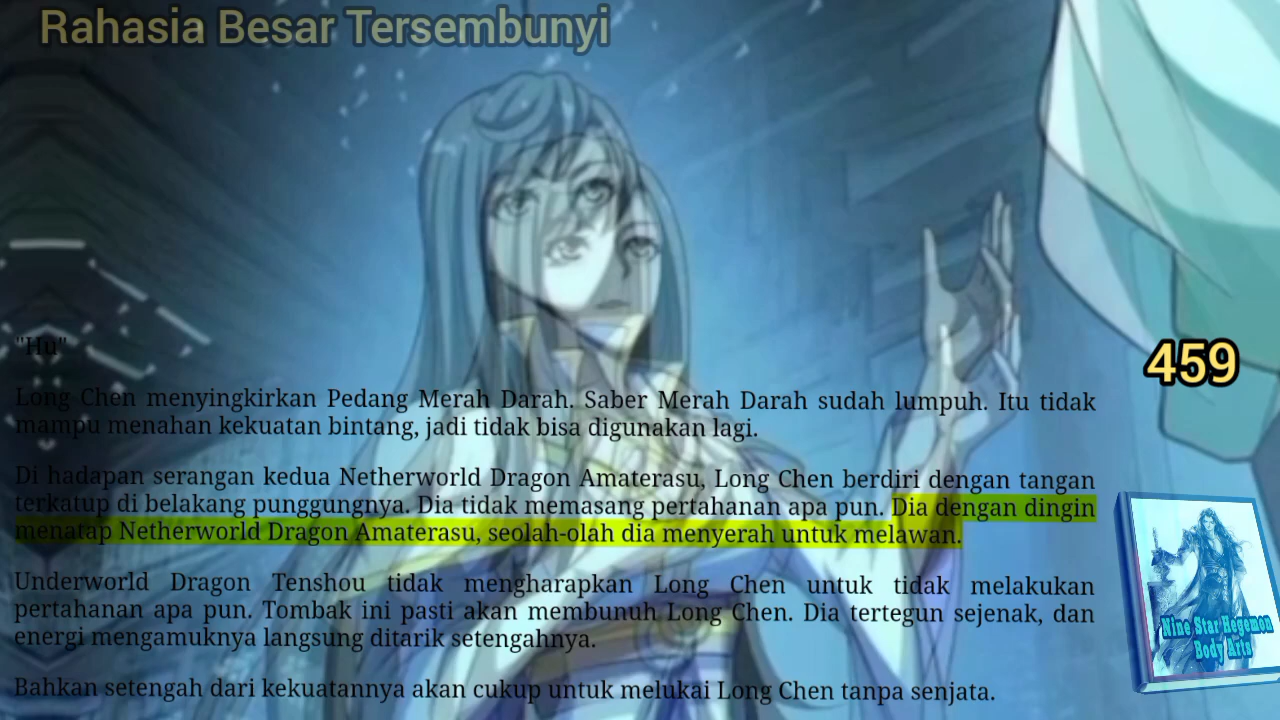 Rahasia Besar Tersembunyi
"Hu"
Long Chen menyingkirkan Pedang Merah Darah. Saber Merah Darah sudah lumpuh. Itu tidak
mampu menahan kekuatan bintang, jadi tidak bisa digunakan lagi.
Di hadapan serangan kedua Netherworld Dragon Amaterasu, Long Chen berdiri dengan tangan
terkatup di belakang punggungnya. Dia tidak memasang pertahanan apa pun. Dia dengan dingin
menatap Netherworld Dragon Amaterasu, seolah-olah dia menyerah untuk melawan.
Underworld Dragon Tenshou tidak mengharapkan Long Chen untuk tidak melakukan
pertahanan apa pun. Tombak ini pasti akan membunuh Long Chen. Dia tertegun sejenak, dan
energi mengamuknya langsung ditarik setengahnya.
Bahkan setengah dari kekuatannya akan cukup untuk melukai Long Chen tanpa senjata.
459
Nine Star Hegemon
Body Arts